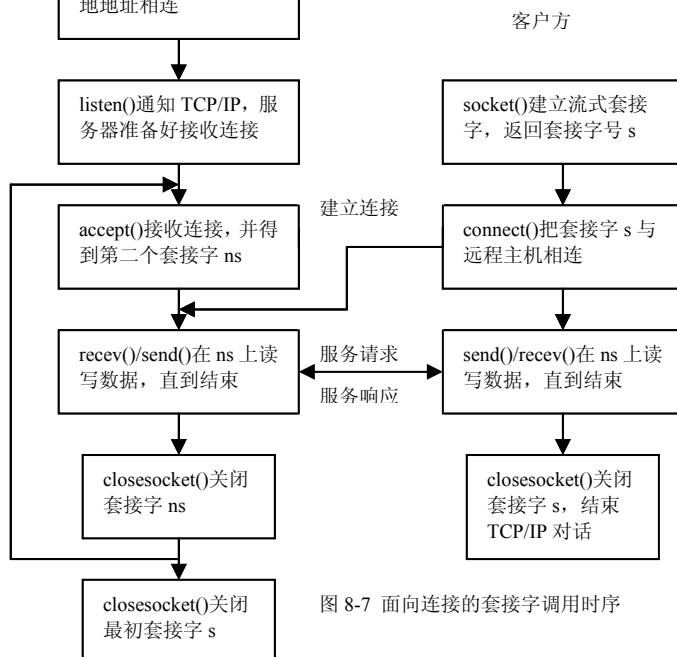 地地址相连
客户方
listen()通知 TCP/IP，服
务器准备好接收连接
socket()建立流式套接
字，返回套接字号 s
建立连接
accept()接收连接，并得
到第二个套接字 ns
connect()把套接字 s 与
远程主机相连
recev()/send()在 ns 上读
写数据，直到结束
服务请求
服务响应
send()/recev()在 ns 上读
写数据，直到结束
closesocket()关闭
套接字 ns
closesocket()关闭
套接字 s，结束
TCP/IP 对话
closesocket()关闭
最初套接字 s
图 8-7 面向连接的套接字调用时序